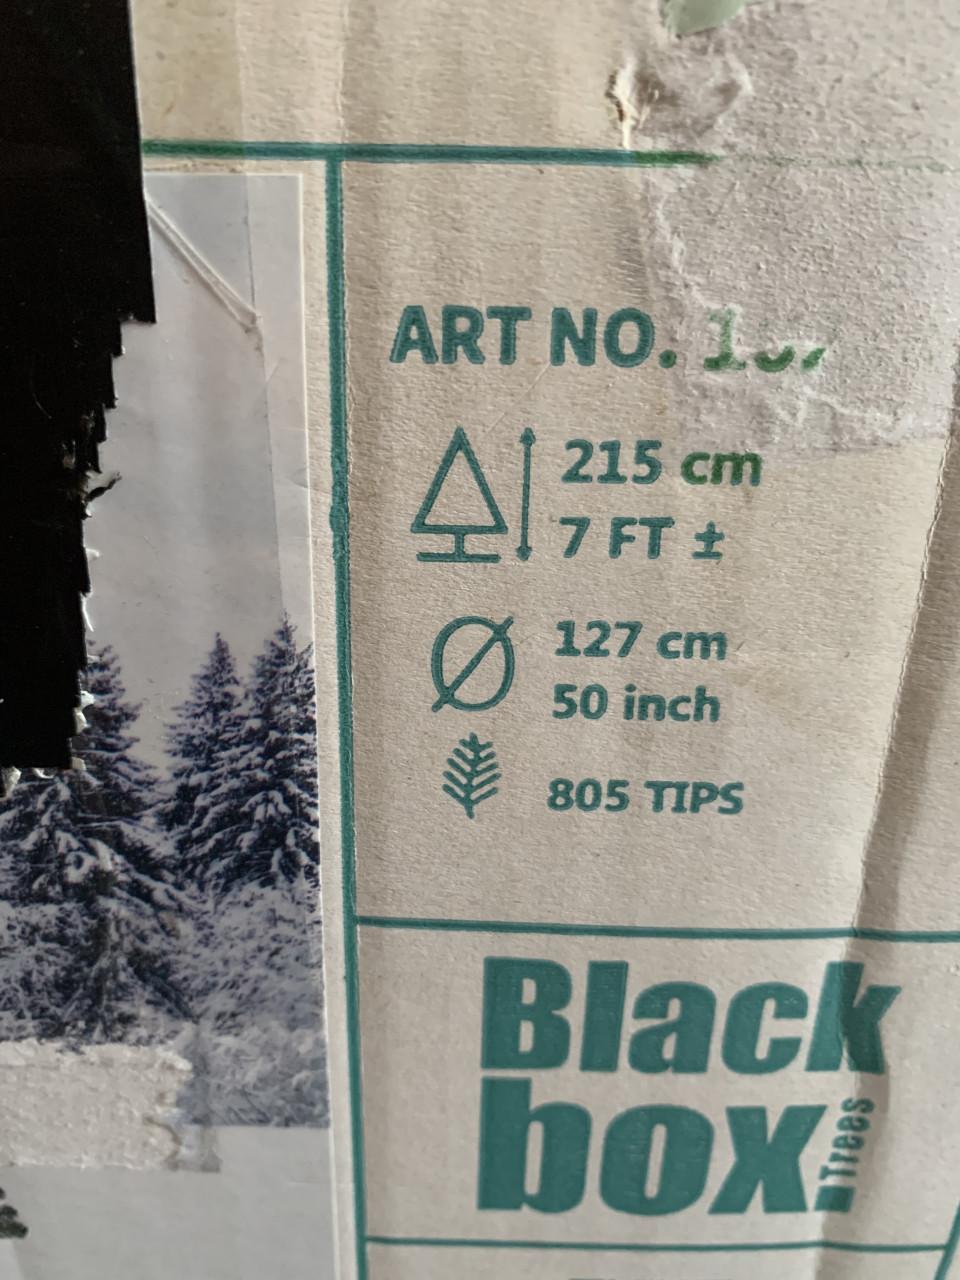 ART NO.
215 cm
7 FT ±
127 cm
50 inch
805 TIPS
Black
box
Trees